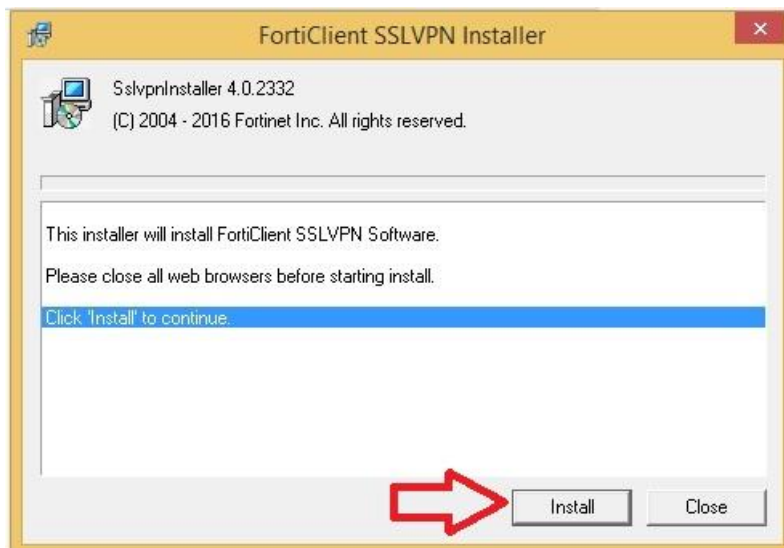 FortiClient SSLVPN Installer
SslvpnInstaller 4.0.2332
(C) 2004 - 2016 Fortinet Inc. All rights reserved.
This installer will install FortiClient SSLVPN Software.
Please close all web browsers before starting install.
Click 'Install' to continue.
Install
Close